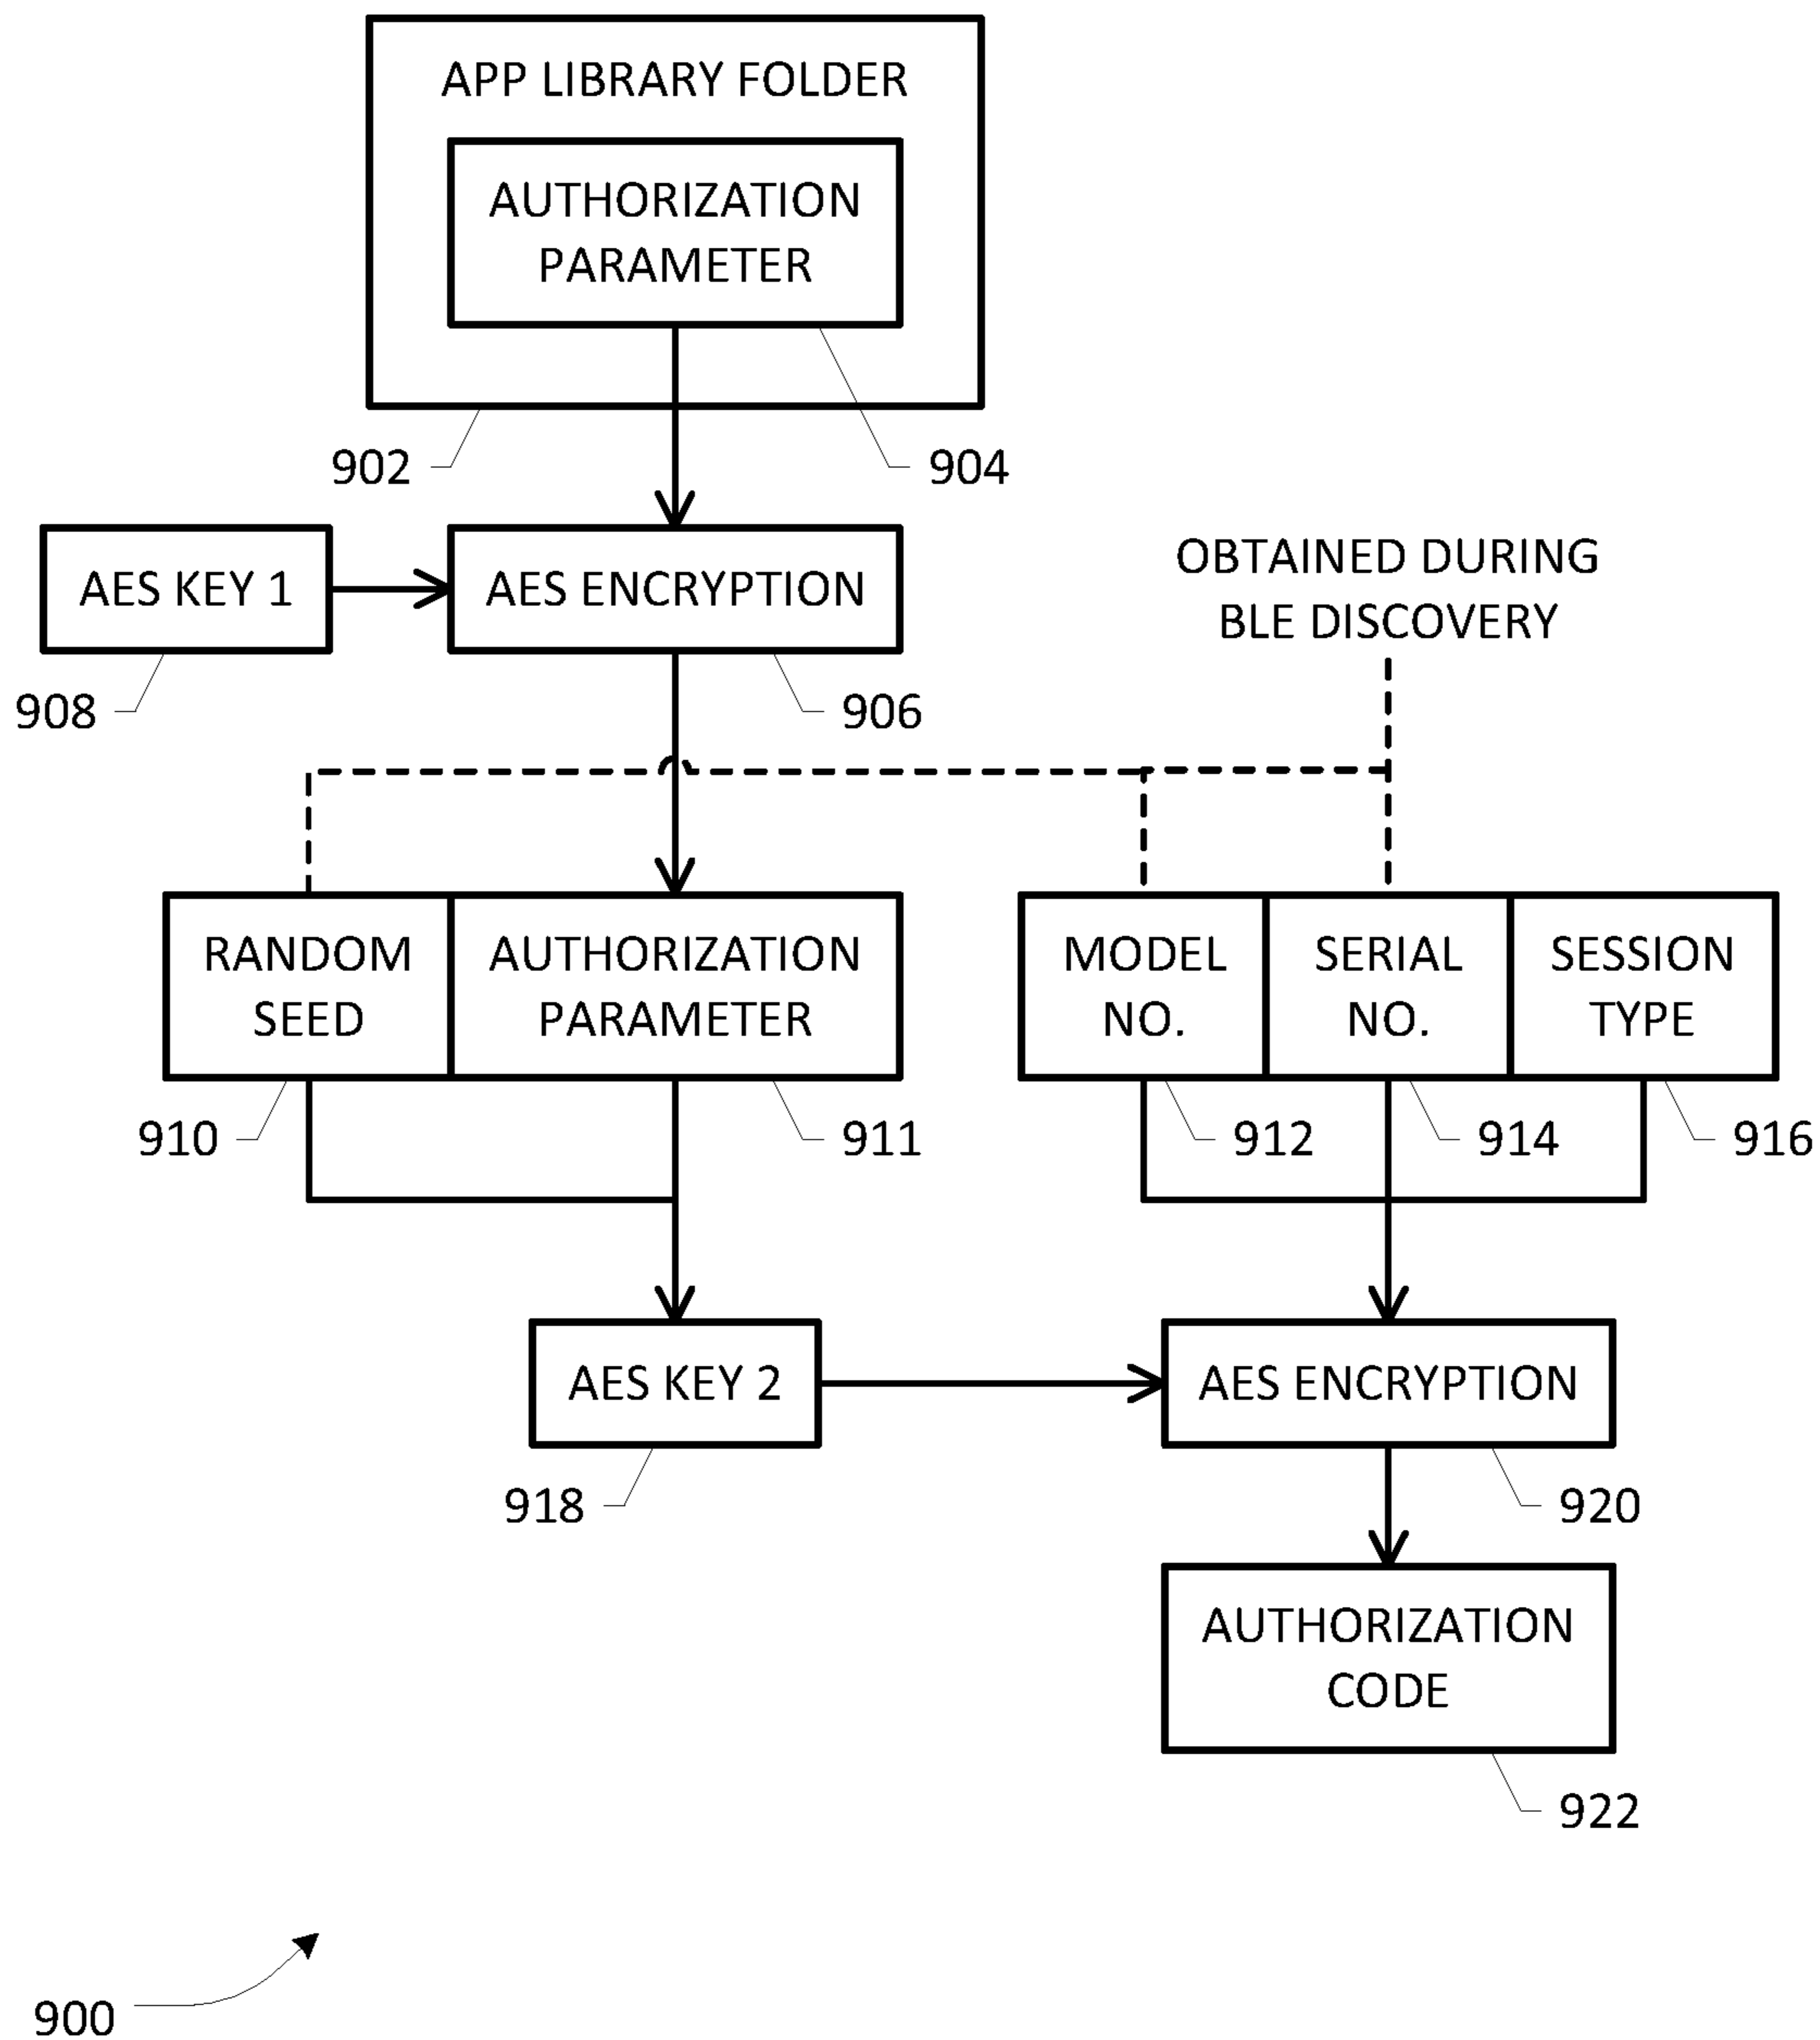 APP LIBRARY FOLDER
AUTHORIZATION
PARAMETER
902
904
AES KEY 1
AES ENCRYPTION
OBTAINED DURING
BLE DISCOVERY
908
906
RANDOM
SEED
AUTHORIZATION
PARAMETER
MODEL
NO.
SERIAL
NO.
SESSION
TYPE
910
911
912
914
916
AES KEY 2
AES ENCRYPTION
918
920
AUTHORIZATION
CODE
922
900